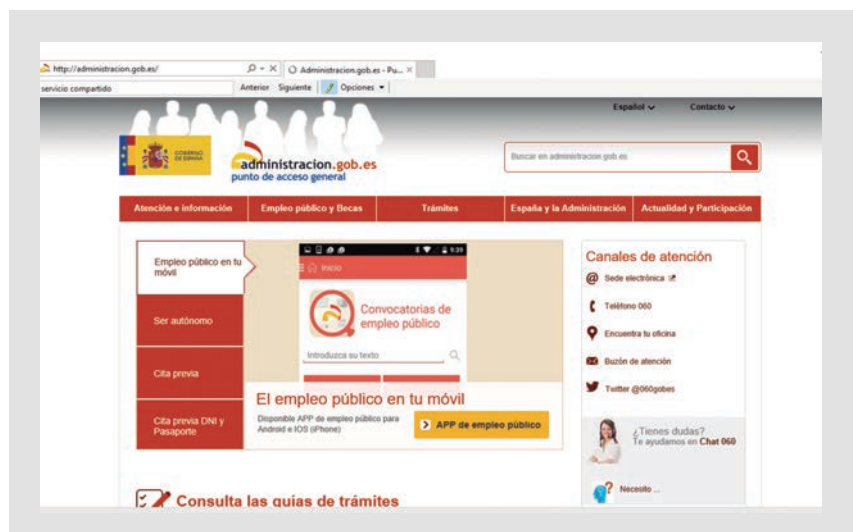 http://administracion.gob.es/
Administracion.gob.es - Pu...
servicio compartido
Anterior Siguiente Opciones
Español Contacto
GOBIERNO
DE ESPAÑA
administracion.gob.es
punto de acceso general
Buscar en administracion.gob.es
Atención e información Empleo público y Becas Trámites España y la Administración Actualidad y Participación
Empleo público en tu
móvil
Ser autónomo
Cita previa
Cita previa DNI y
Pasaporte
9:39
Inicio
Convocatorias de
empleo público
Introduzca su texto
El empleo público en tu móvil
Disponible APP de empleo público para
Android e IOS (iPhone)
APP de empleo público
Canales de atención
Sede electrónica
Teléfono 060
Encuentra tu oficina
Buzón de atención
Twitter @060gobes
¿Tienes dudas?
Te ayudamos en Chat 060
Necesito ...
Consulta las guías de trámites